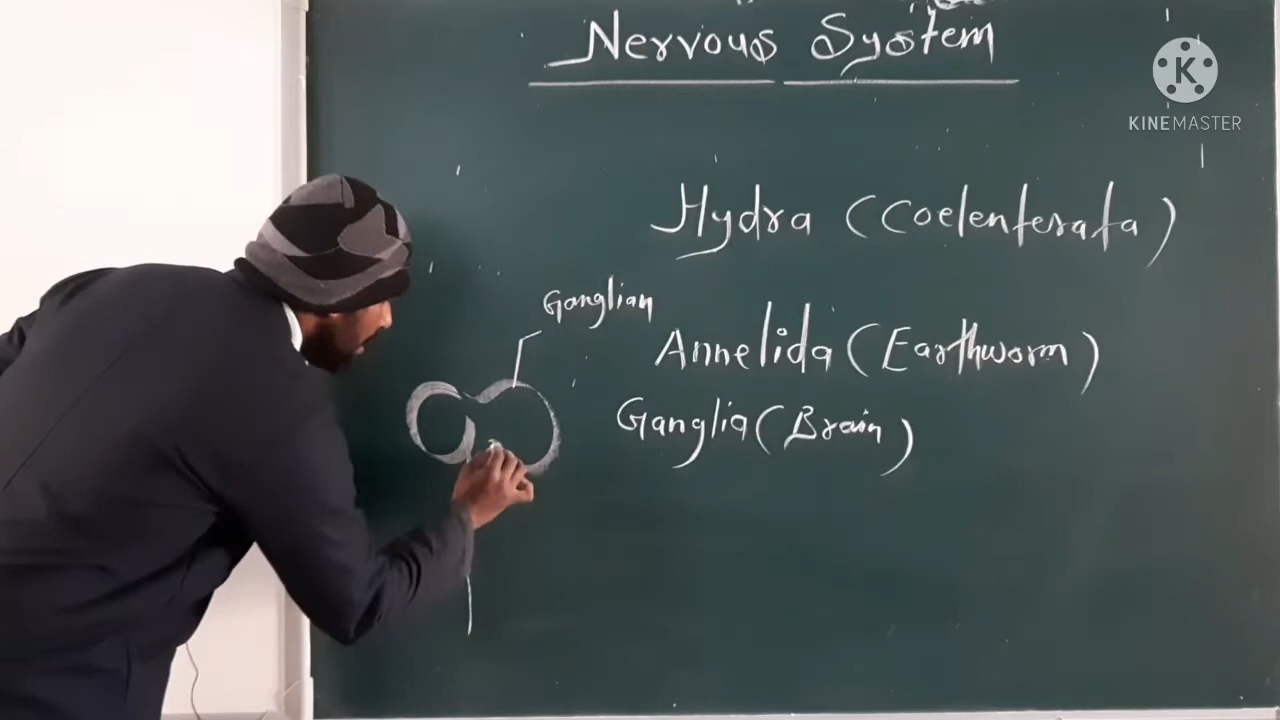 Nervous System
KINEMASTER
Hydra (Coelenterata)
Ganglian
Annelida (Earthworm)
Ganglia (Brain)